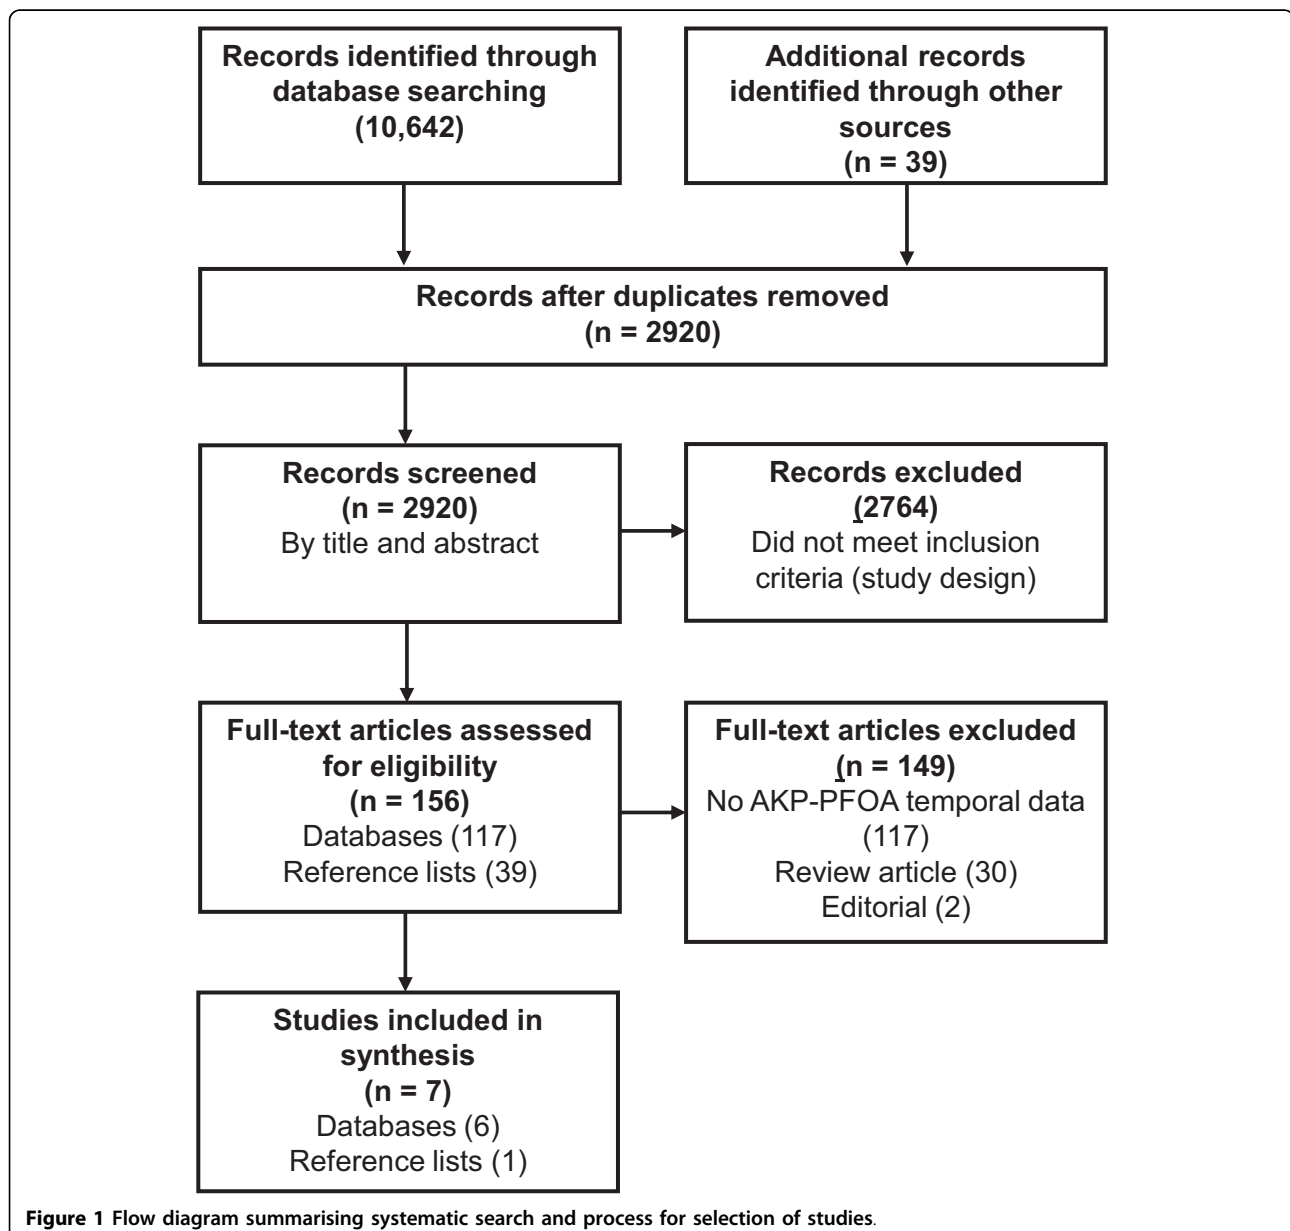 Records identified through
database searching
(10,642)
Additional records
identified through other
sources
(n = 39)
Records after duplicates removed
(n = 2920)
Records screened
(n = 2920)
By title and abstract
Records excluded
(2764)
Did not meet inclusion
criteria (study design)
Full-text articles assessed
for eligibility
(n = 156)
Databases (117)
Reference lists (39)
Full-text articles excluded
(n = 149)
No AKP-PFOA temporal data
(117)
Review article (30)
Editorial (2)
Studies included in
synthesis
(n = 7)
Databases (6)
Reference lists (1)
Figure 1 Flow diagram summarising systematic search and process for selection of studies.